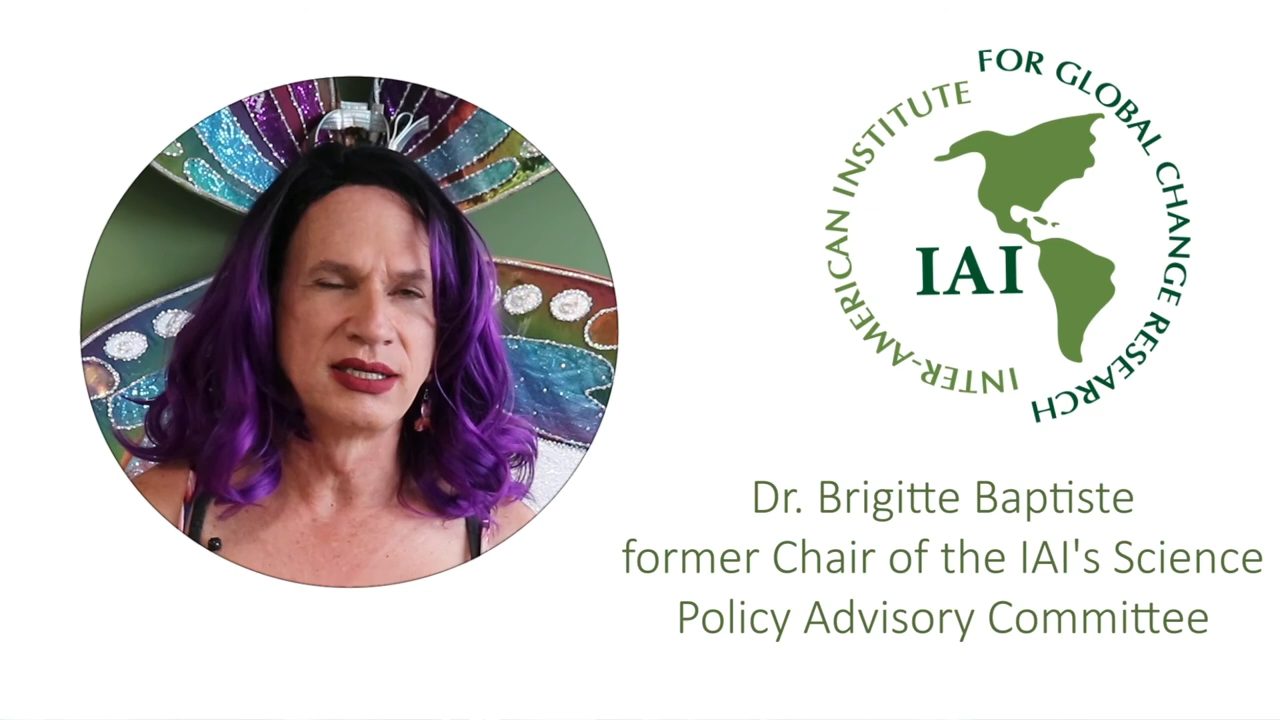 INTER-AMERICAN INSTITUTE FOR GLOBAL CHANGE RESEARCH
IAI
Dr. Brigitte Baptiste
former Chair of the IAI's Science
Policy Advisory Committee